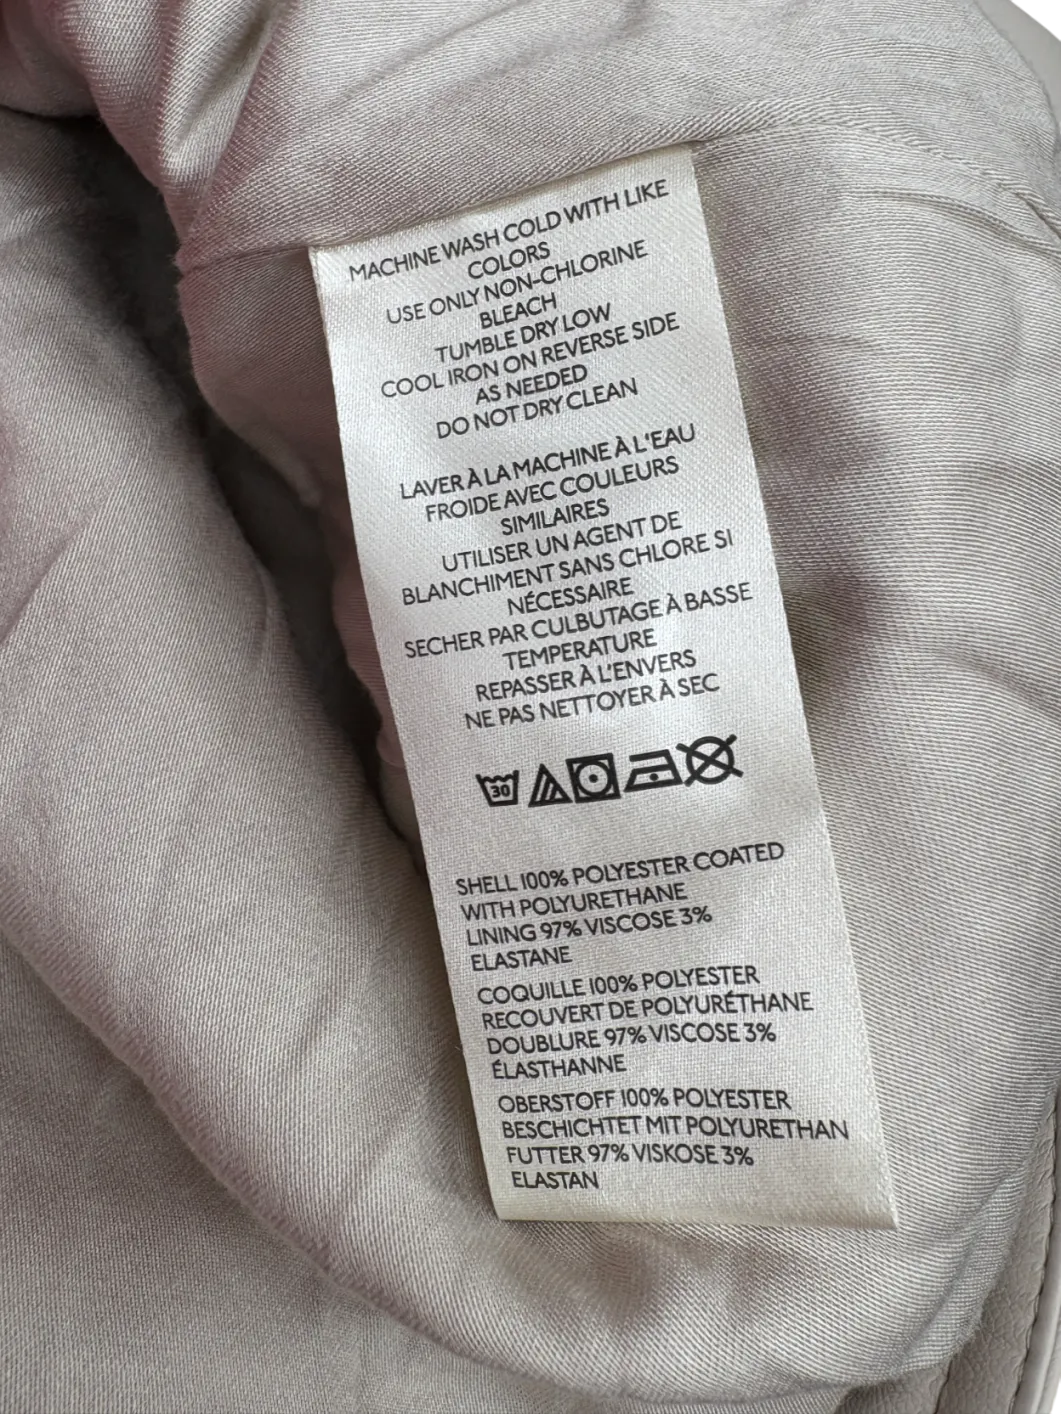 MACHINE WASH COLD WITH LIKE
COLORS
USE ONLY NON-CHLORINE
BLEACH
TUMBLE DRY LOW
COOL IRON ON REVERSE SIDE
AS NEEDED
DO NOT DRY CLEAN
LAVER À LA MACHINE À L'EAU
FROIDE AVEC COULEURS
SIMILAIRES
UTILISER UN AGENT DE
BLANCHIMENT SANS CHLORE SI
NÉCESSAIRE
SECHER PAR CULBUTAGE À BASSE
TEMPERATURE
REPASSER À L'ENVERS
NE PAS NETTOYER À SEC
30
SHELL 100% POLYESTER COATED
WITH POLYURETHANE
LINING 97% VISCOSE 3%
ELASTANE
COQUILLE 100% POLYESTER
RECOUVERT DE POLYURÉTHANE
DOUBLURE 97% VISCOSE 3%
ÉLASTHANNE
OBERSTOFF 100% POLYESTER
BESCHICHTET MIT POLYURETHAN
FUTTER 97% VISKOSE 3%
ELASTAN